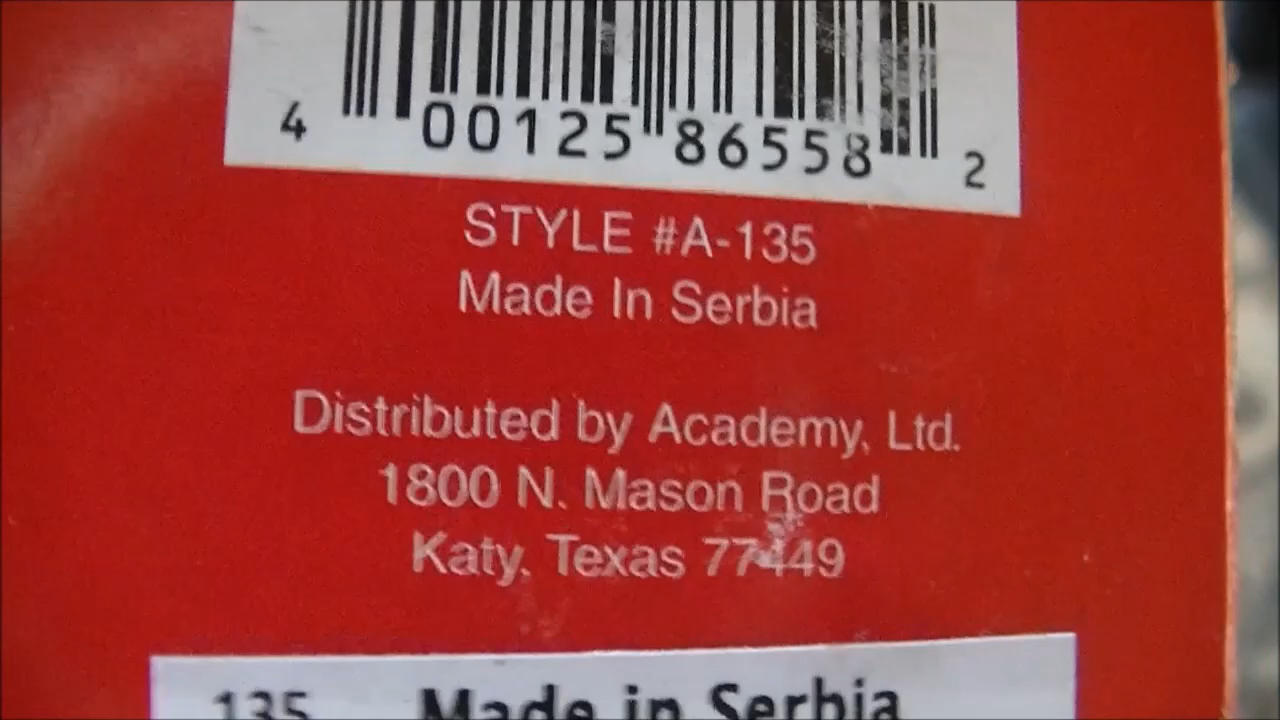 4 00125 86558 2
STYLE #A-135
Made In Serbia
Distributed by Academy, Ltd.
1800 N. Mason Road
Katy, Texas 77449
135 Made in Serbia